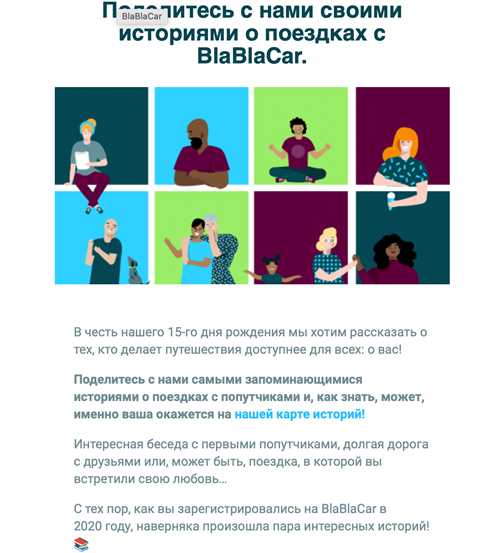 Поделитесь с нами своими
BlaBlaCar
историями о поездках с
BlaBlaCar.
В честь нашего 15-го дня рождения мы хотим рассказать о
тех, кто делает путешествия доступнее для всех: о вас!
Поделитесь с нами самыми запоминающимися
историями о поездках с попутчиками и, как знать, может,
именно ваша окажется на нашей карте историй!
Интересная беседа с первыми попутчиками, долгая дорога
с друзьями или, может быть, поездка, в которой вы
встретили свою любовь…
С тех пор, как вы зарегистрировались на BlaBlaCar в
2020 году, наверняка произошла пара интересных историй!